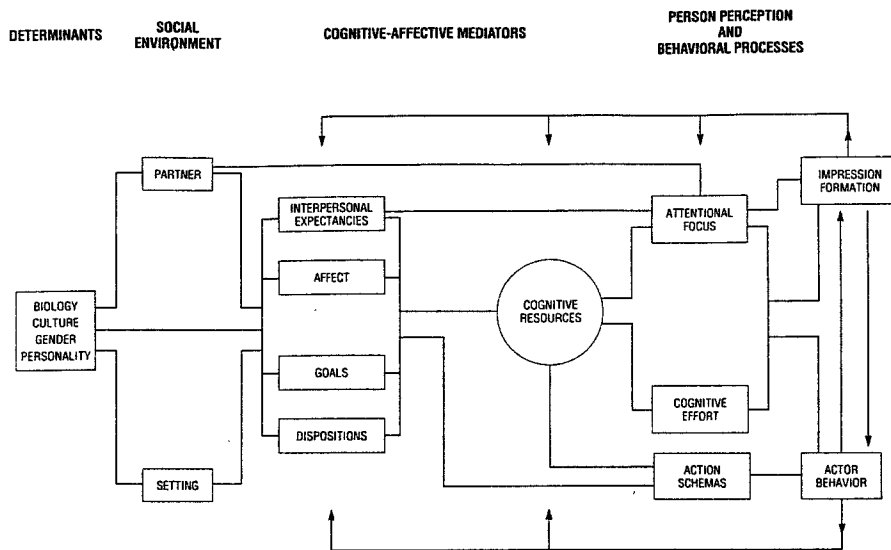 DETERMINANTS
SOCIAL
ENVIRONMENT
COGNITIVE-AFFECTIVE MEDIATORS
PERSON PERCEPTION
AND
BEHAVIORAL PROCESSES
PARTNER
IMPRESSION
FORMATION
INTERPERSONAL
EXPECTANCIES
ATTENTIONAL
FOCUS
AFFECT
COGNITIVE
RESOURCES
BIOLOGY
CULTURE
GENDER
PERSONALITY
GOALS
COGNITIVE
EFFORT
DISPOSITIONS
SETTING
ACTION
SCHEMAS
ACTOR
BEHAVIOR